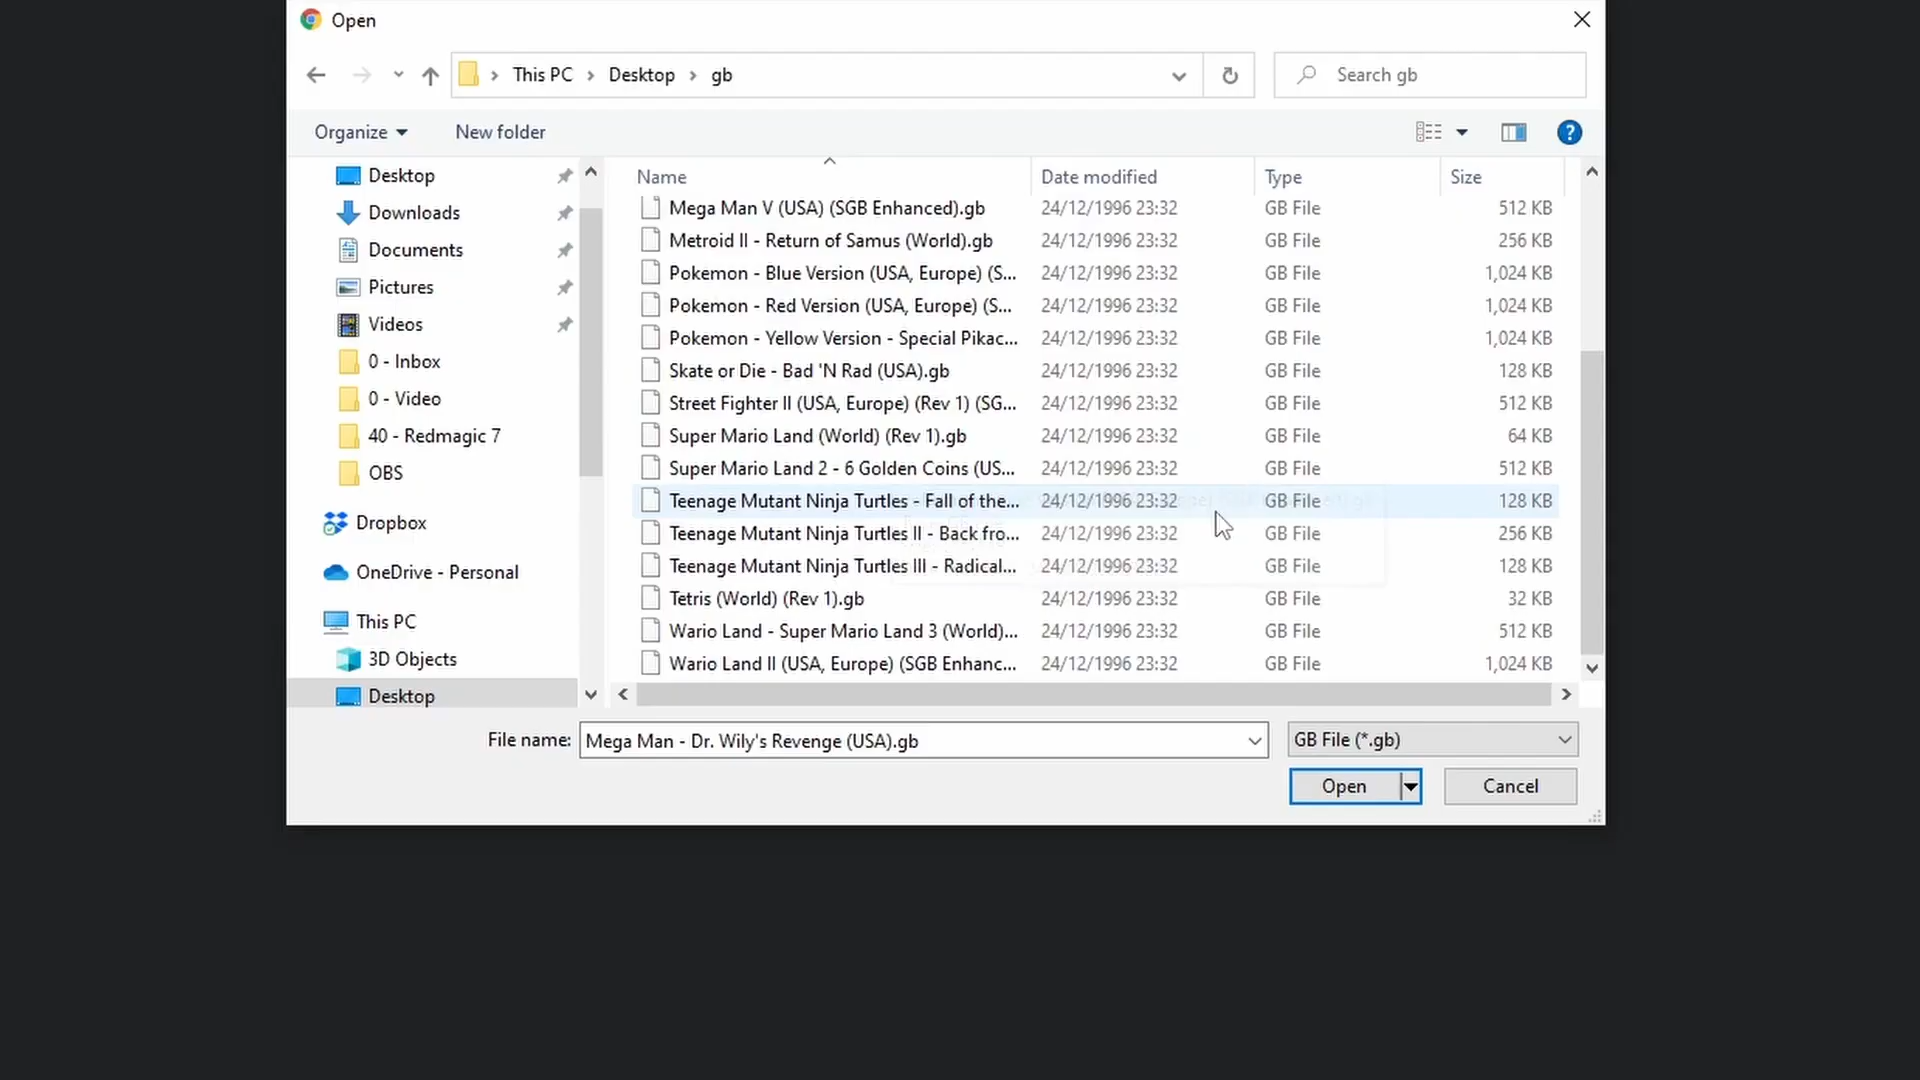 Open
This PC
Desktop
gb
Search gb
Organize
New folder
?
Desktop
Downloads
Documents
Pictures
Videos
0 - Inbox
0 - Video
40 - Redmagic 7
OBS
Dropbox
OneDrive - Personal
This PC
3D Objects
Desktop
Name Date modified Type Size
Mega Man V (USA) (SGB Enhanced).gb 24/12/1996 23:32 GB File 512 KB
Metroid II - Return of Samus (World).gb 24/12/1996 23:32 GB File 256 KB
Pokemon - Blue Version (USA, Europe) (S... 24/12/1996 23:32 GB File 1,024 KB
Pokemon - Red Version (USA, Europe) (S... 24/12/1996 23:32 GB File 1,024 KB
Pokemon - Yellow Version - Special Pikac... 24/12/1996 23:32 GB File 1,024 KB
Skate or Die - Bad 'N Rad (USA).gb 24/12/1996 23:32 GB File 128 KB
Street Fighter II (USA, Europe) (Rev 1) (SG... 24/12/1996 23:32 GB File 512 KB
Super Mario Land (World) (Rev 1).gb 24/12/1996 23:32 GB File 64 KB
Super Mario Land 2 - 6 Golden Coins (US... 24/12/1996 23:32 GB File 512 KB
Teenage Mutant Ninja Turtles - Fall of the... 24/12/1996 23:32 GB File 128 KB
Teenage Mutant Ninja Turtles II - Back fro... 24/12/1996 23:32 GB File 256 KB
Teenage Mutant Ninja Turtles III - Radical... 24/12/1996 23:32 GB File 128 KB
Tetris (World) (Rev 1).gb 24/12/1996 23:32 GB File 32 KB
Wario Land - Super Mario Land 3 (World)... 24/12/1996 23:32 GB File 512 KB
Wario Land II (USA, Europe) (SGB Enhanc... 24/12/1996 23:32 GB File 1,024 KB
File name: Mega Man - Dr. Wily's Revenge (USA).gb GB File (*.gb)
Open Cancel